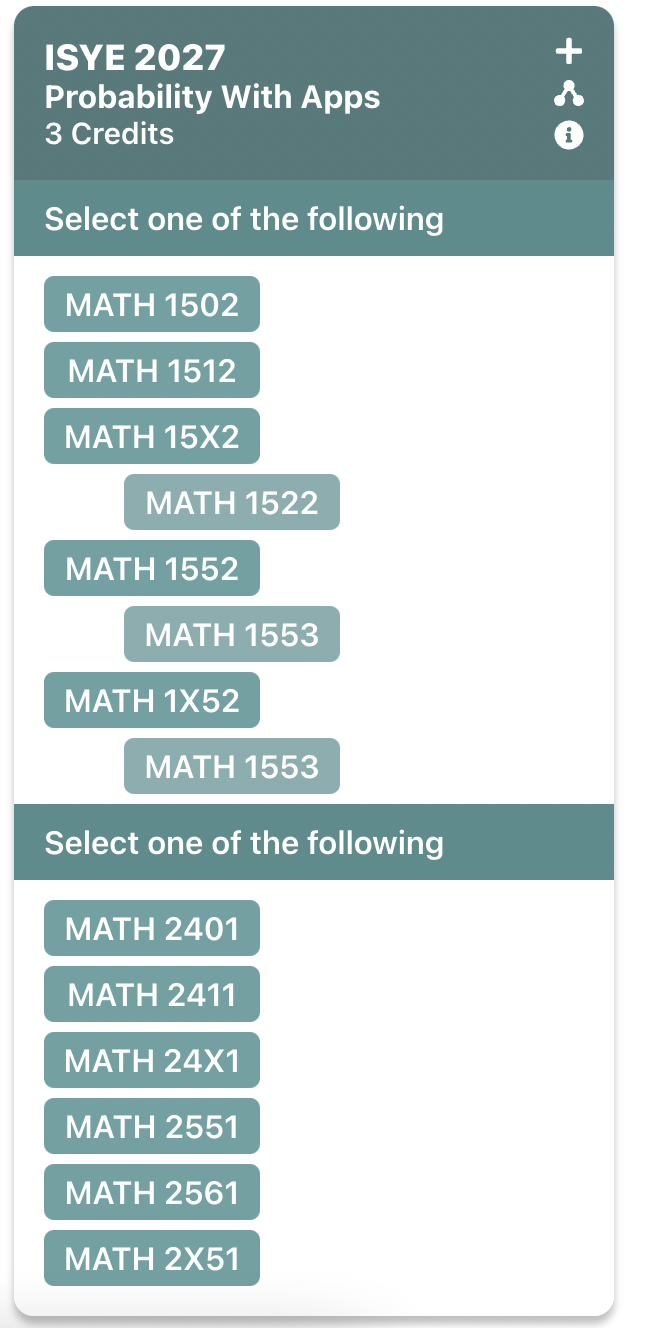 ISYE 2027
Probability With Apps
3 Credits
Select one of the following
MATH 1502
MATH 1512
MATH 15X2
MATH 1522
MATH 1552
MATH 1553
MATH 1X52
MATH 1553
Select one of the following
MATH 2401
MATH 2411
MATH 24X1
MATH 2551
MATH 2561
MATH 2X51